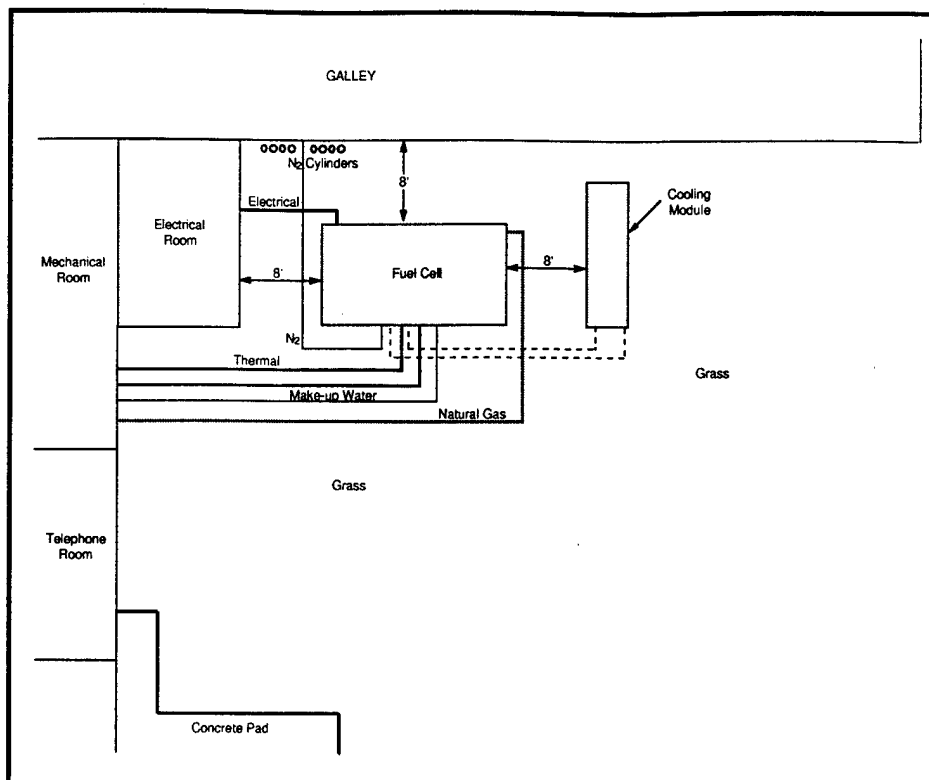 GALLEY
N2 Cylinders
8'
Electrical
Cooling
Module
Electrical
Room
Mechanical
Room
Fuel Cell
8'
8'
N2
Thermal
Grass
Make-up Water
Natural Gas
Grass
Telephone
Room
Concrete Pad